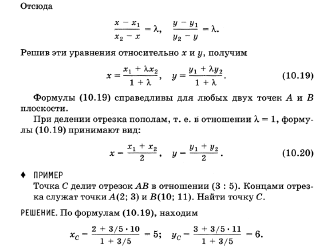 Отсюда
(x − x₁)/(x₂ − x) = λ, (y − y₁)/(y₂ − y) = λ.
Решив эти уравнения относительно x и y, получим
x = (x₁ + λx₂)/(1 + λ), y = (y₁ + λy₂)/(1 + λ). (10.19)
Формулы (10.19) справедливы для любых двух точек A и B
плоскости.
При делении отрезка пополам, т. е. в отношении λ = 1, форму-
лы (10.19) принимают вид:
x = (x₁ + x₂)/2, y = (y₁ + y₂)/2. (10.20)
♦ ПРИМЕР
Точка C делит отрезок AB в отношении (3 : 5). Концами отрез-
ка служат точки A(2; 3) и B(10; 11). Найти точку C.
РЕШЕНИЕ. По формулам (10.19), находим
x_C = (2 + 3/5·10)/(1 + 3/5) = 5; y_C = (3 + 3/5·11)/(1 + 3/5) = 6.